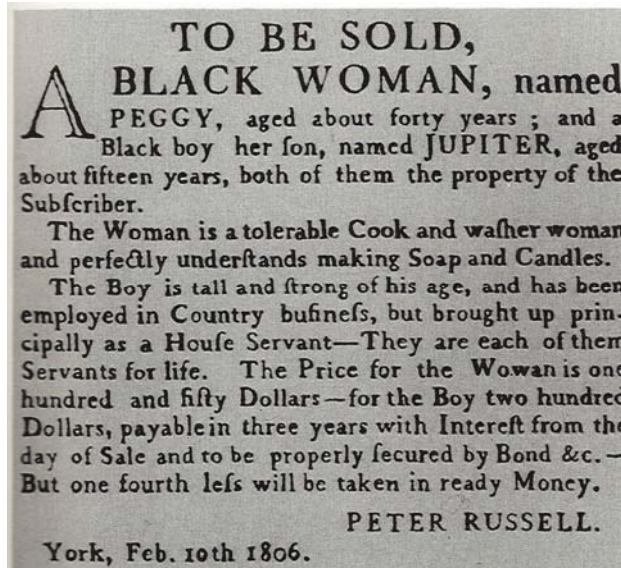 TO BE SOLD,
A BLACK WOMAN, named
PEGGY, aged about forty years ; and a
Black boy her ſon, named JUPITER, aged
about fifteen years, both of them the property of the
Subſcriber.
The Woman is a tolerable Cook and waſher woman
and perfectly underſtands making Soap and Candles.
The Boy is tall and ſtrong of his age, and has been
employed in Country buſineſs, but brought up prin-
cipally as a Houſe Servant—They are each of them
Servants for life. The Price for the Wowan is one
hundred and fifty Dollars—for the Boy two hundred
Dollars, payable in three years with Intereſt from the
day of Sale and to be properly ſecured by Bond &c.—
But one fourth leſs will be taken in ready Money.
PETER RUSSELL.
York, Feb. 10th 1806.